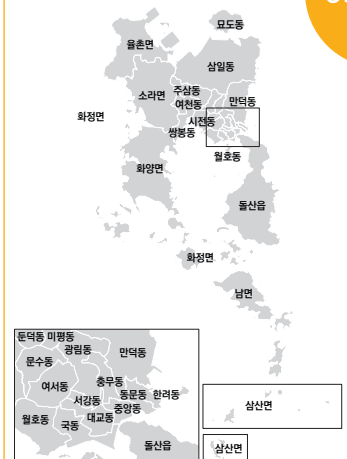 묘도동
율촌면
삼일동
소라면
주삼동
여천동
만덕동
화정면
시전동
쌍봉동
월호동
화양면
돌산읍
화정면
남면
둔덕동 미평동
광림동
만덕동
문수동
여서동
충무동
동문동
한려동
서강동
중앙동
월호동
국동
대교동
돌산읍
삼산면
삼산면